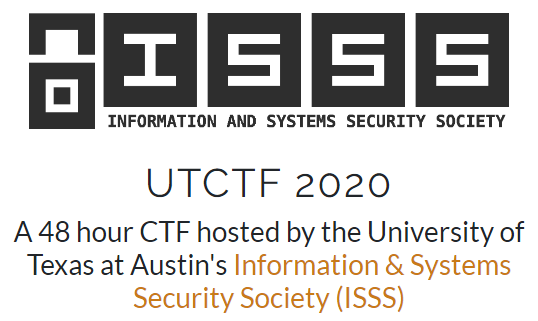 ISSS
INFORMATION AND SYSTEMS SECURITY SOCIETY
UTCTF 2020
A 48 hour CTF hosted by the University of
Texas at Austin's Information & Systems
Security Society (ISSS)